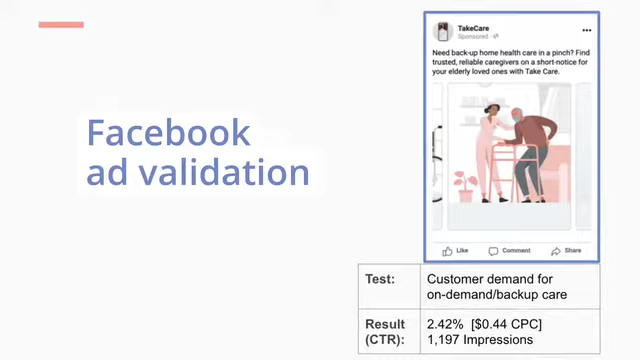 Facebook
ad validation
TakeCare
Sponsored ·
Need back-up home health care in a pinch? Find
trusted, reliable caregivers on a short-notice for
your elderly loved ones with Take Care.
Like Comment Share
Test: Customer demand for
on-demand/backup care
Result 2.42% [$0.44 CPC]
(CTR): 1,197 Impressions